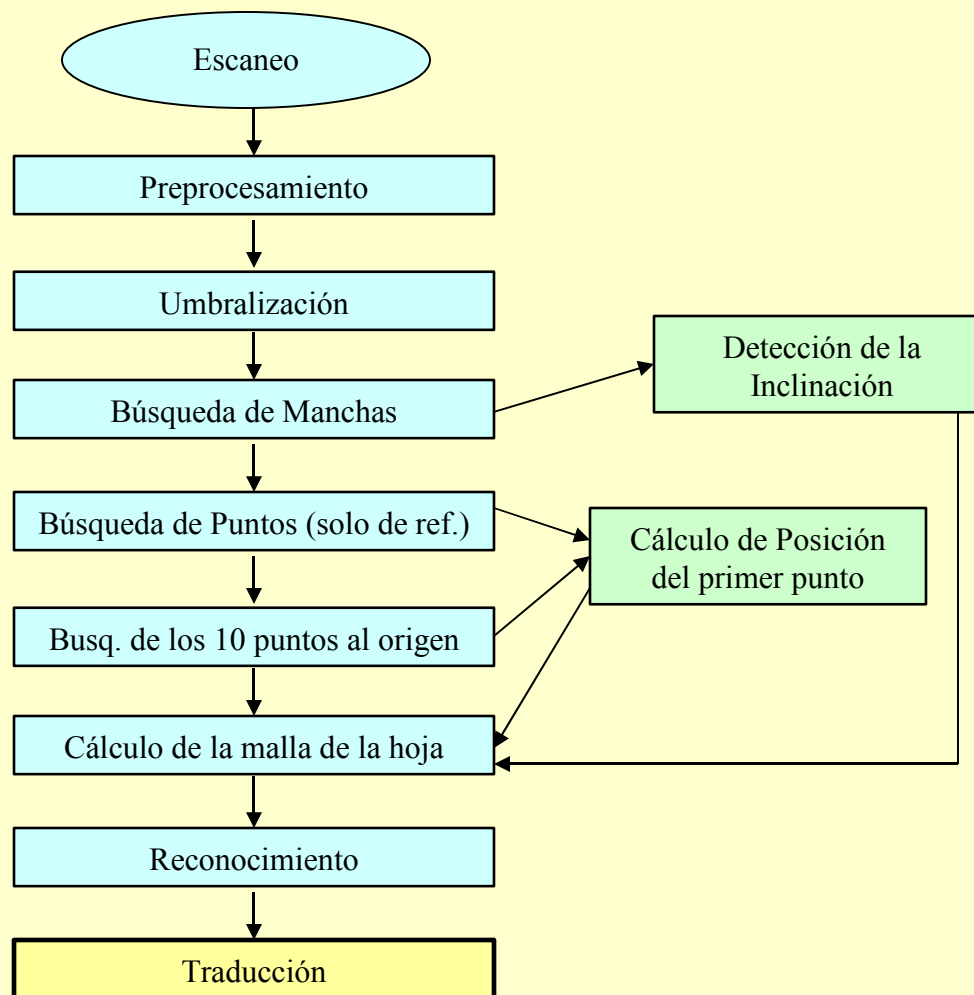 Escaneo
Preprocesamiento
Umbralización
Detección de la
Inclinación
Búsqueda de Manchas
Búsqueda de Puntos (solo de ref.)
Cálculo de Posición
del primer punto
Busq. de los 10 puntos al origen
Cálculo de la malla de la hoja
Reconocimiento
Traducción